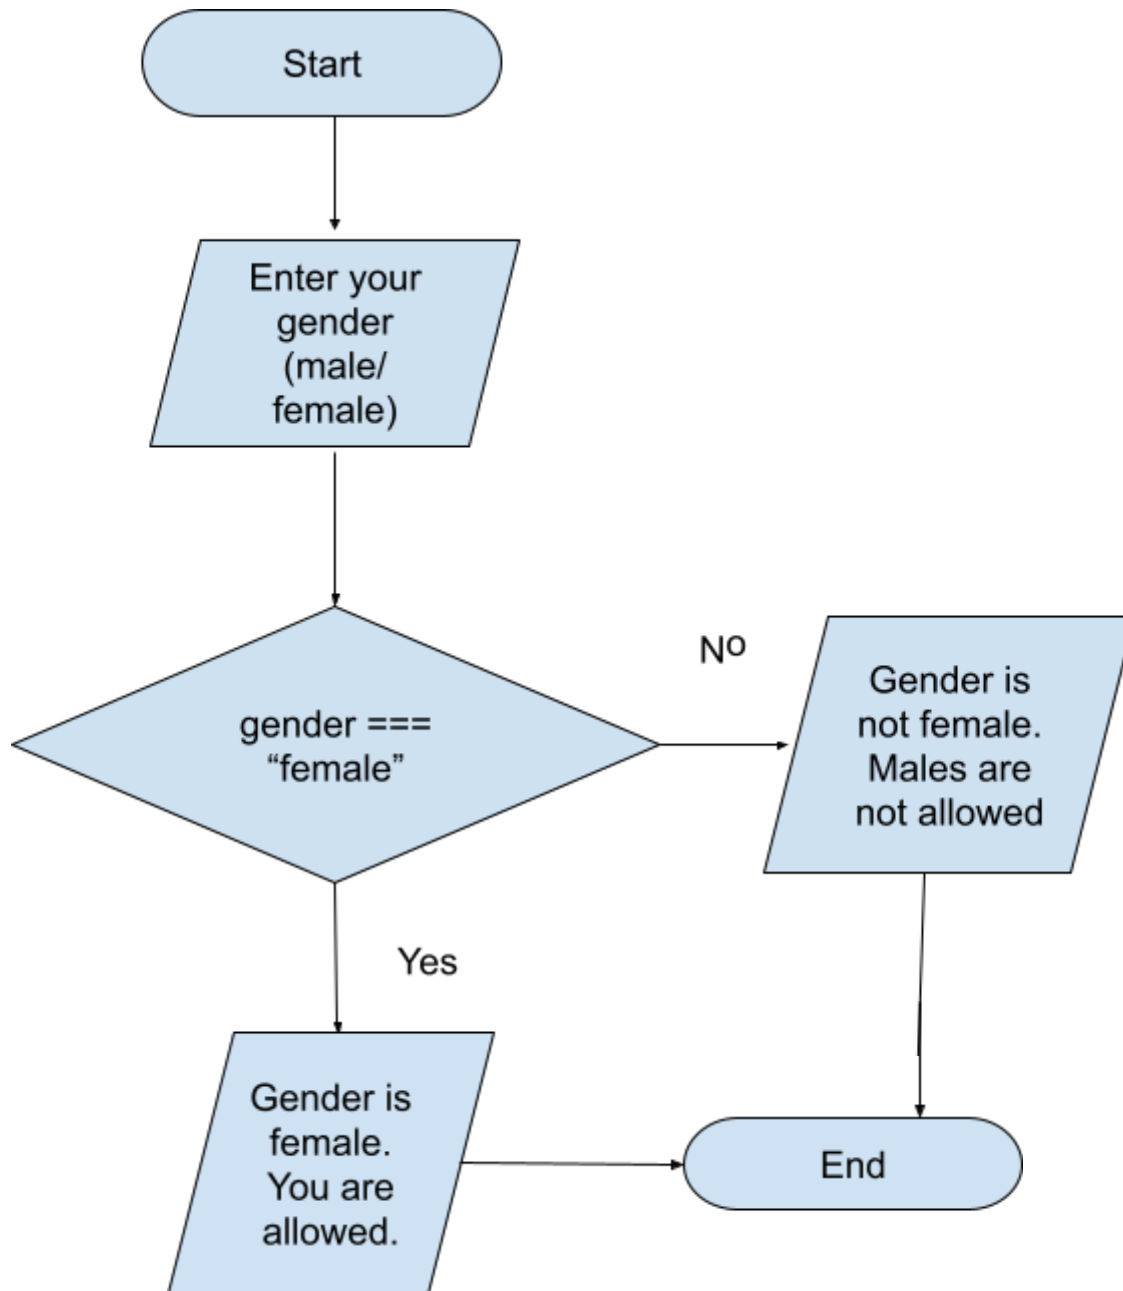 Start
Enter your
gender
(male/
female)
gender ===
“female”
No
Gender is
not female.
Males are
not allowed
Yes
Gender is
female.
You are
allowed.
End